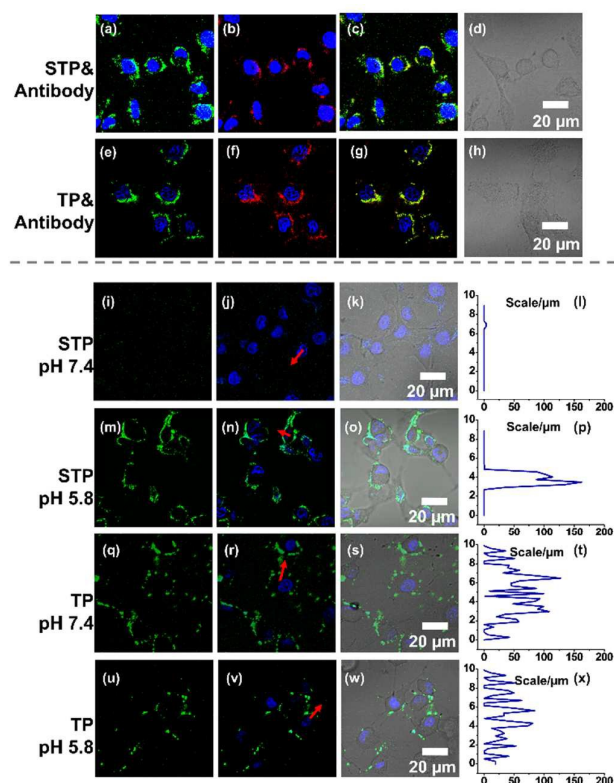 (a) (b) (c) (d)
STP&
Antibody
20 µm
(e) (f) (g) (h)
TP&
Antibody
20 µm
(i) (j) (k) Scale/µm (l)
10
8
6
4
2
0
STP
pH 7.4
20 µm
0 50 100 150 200
(m) (n) (o) Scale/µm (p)
10
8
6
4
2
0
STP
pH 5.8
20 µm
0 50 100 150 200
(q) (r) (s) Scale/µm (t)
10
8
6
4
2
0
TP
pH 7.4
20 µm
0 50 100 150 200
(u) (v) (w) Scale/µm (x)
10
8
6
4
2
0
TP
pH 5.8
20 µm
0 50 100 150 200